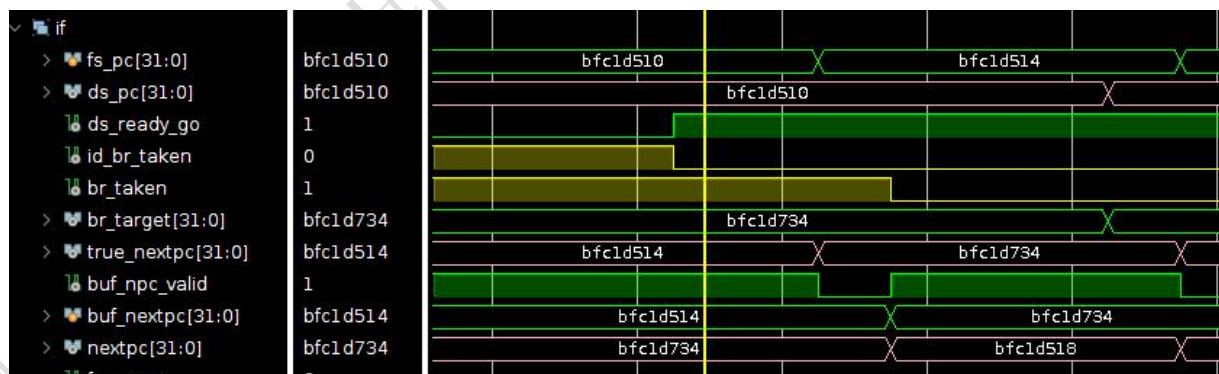 if
fs_pc[31:0] bfc1d510 bfc1d510 bfc1d514
ds_pc[31:0] bfc1d510 bfc1d510
ds_ready_go 1
id_br_taken 0
br_taken 1
br_target[31:0] bfc1d734 bfc1d734
true_nextpc[31:0] bfc1d514 bfc1d514 bfc1d734
buf_npc_valid 1
buf_nextpc[31:0] bfc1d514 bfc1d514 bfc1d734
nextpc[31:0] bfc1d734 bfc1d734 bfc1d518